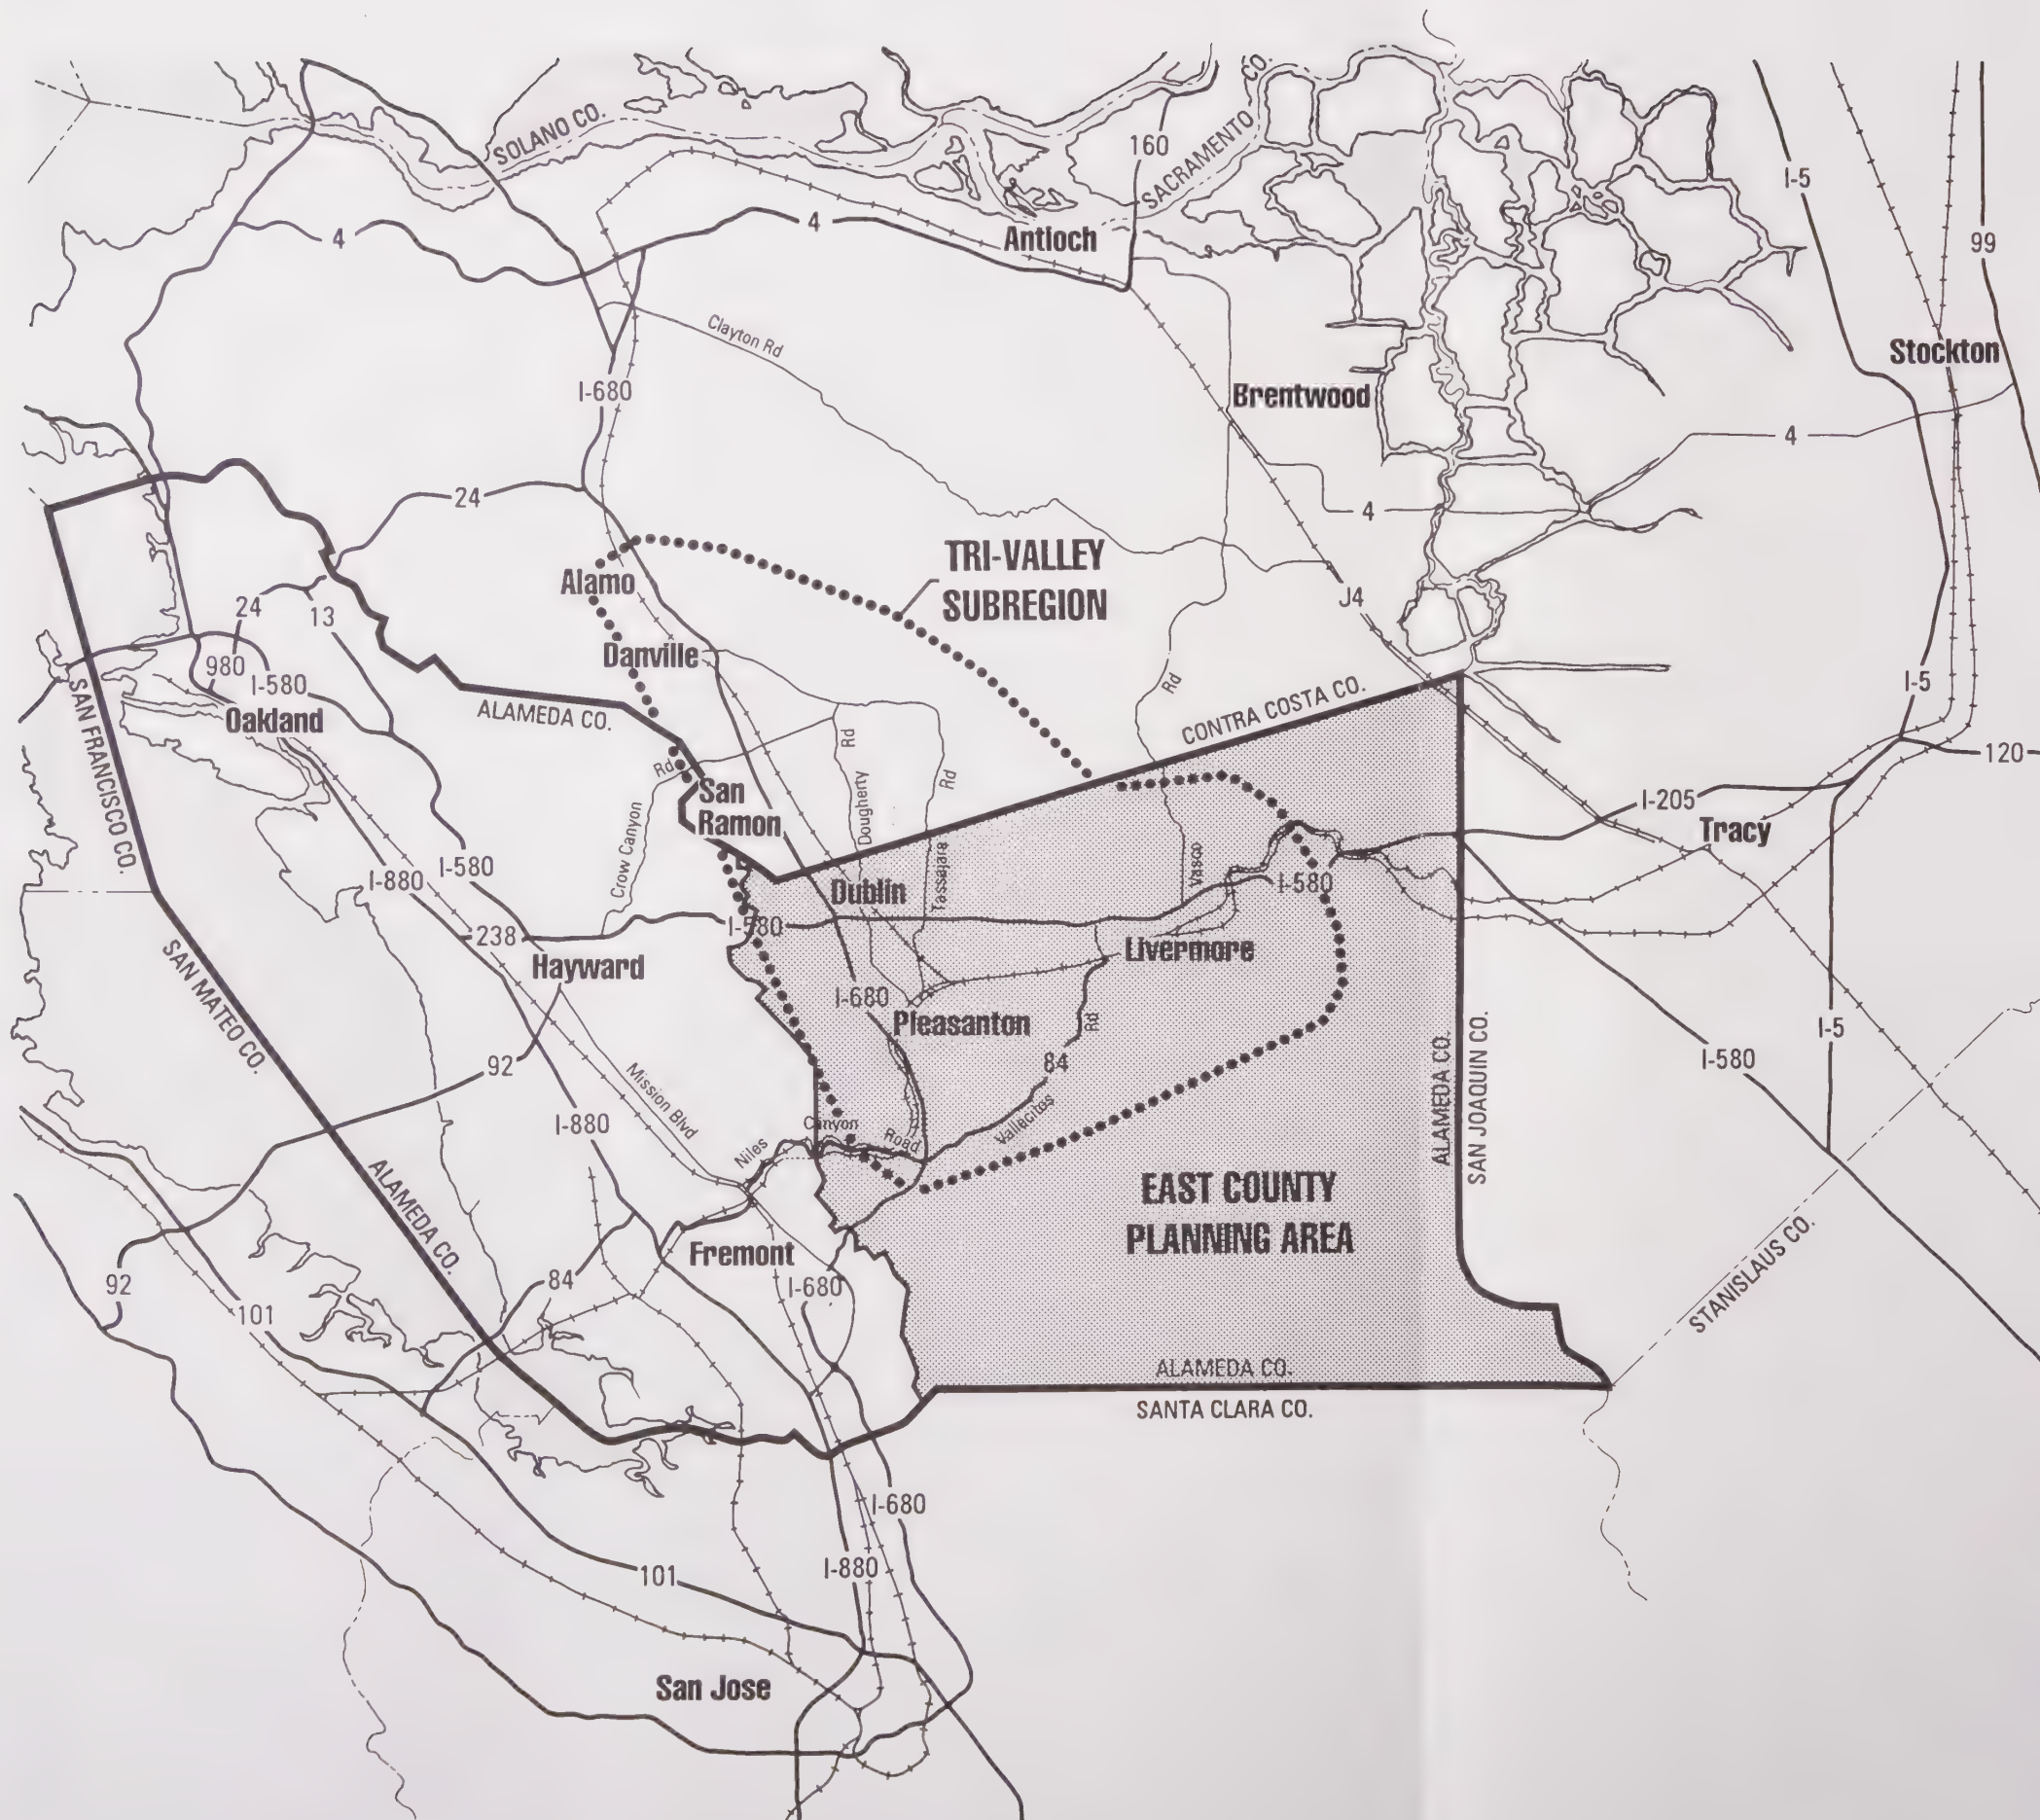 SOLANO CO.
160
SACRAMENTO CO.
I-5
99
4
4
Antioch
Clayton Rd
I-680
Stockton
Brentwood
4
24
4
TRI-VALLEY
SUBREGION
Alamo
J4
24
13
Danville
980
I-580
Oakland
SAN FRANCISCO CO.
ALAMEDA CO.
Rd
CONTRA COSTA CO.
I-5
120
Rd
Rd
Rd
San
Ramon
Crow Canyon
Dougherty
Tassajara
Vasco
I-205
Tracy
I-580
I-880
Dublin
I-580
I-580
238
Hayward
Livermore
SAN MATEO CO.
I-680
Pleasanton
Rd
84
I-5
I-580
92
Mission Blvd
I-880
Niles
Canyon
Road
Vallecitos
ALAMEDA CO.
SAN JOAQUIN CO.
ALAMEDA CO.
EAST COUNTY
PLANNING AREA
Fremont
I-680
84
92
101
STANISLAUS CO.
ALAMEDA CO.
SANTA CLARA CO.
I-680
I-880
101
San Jose